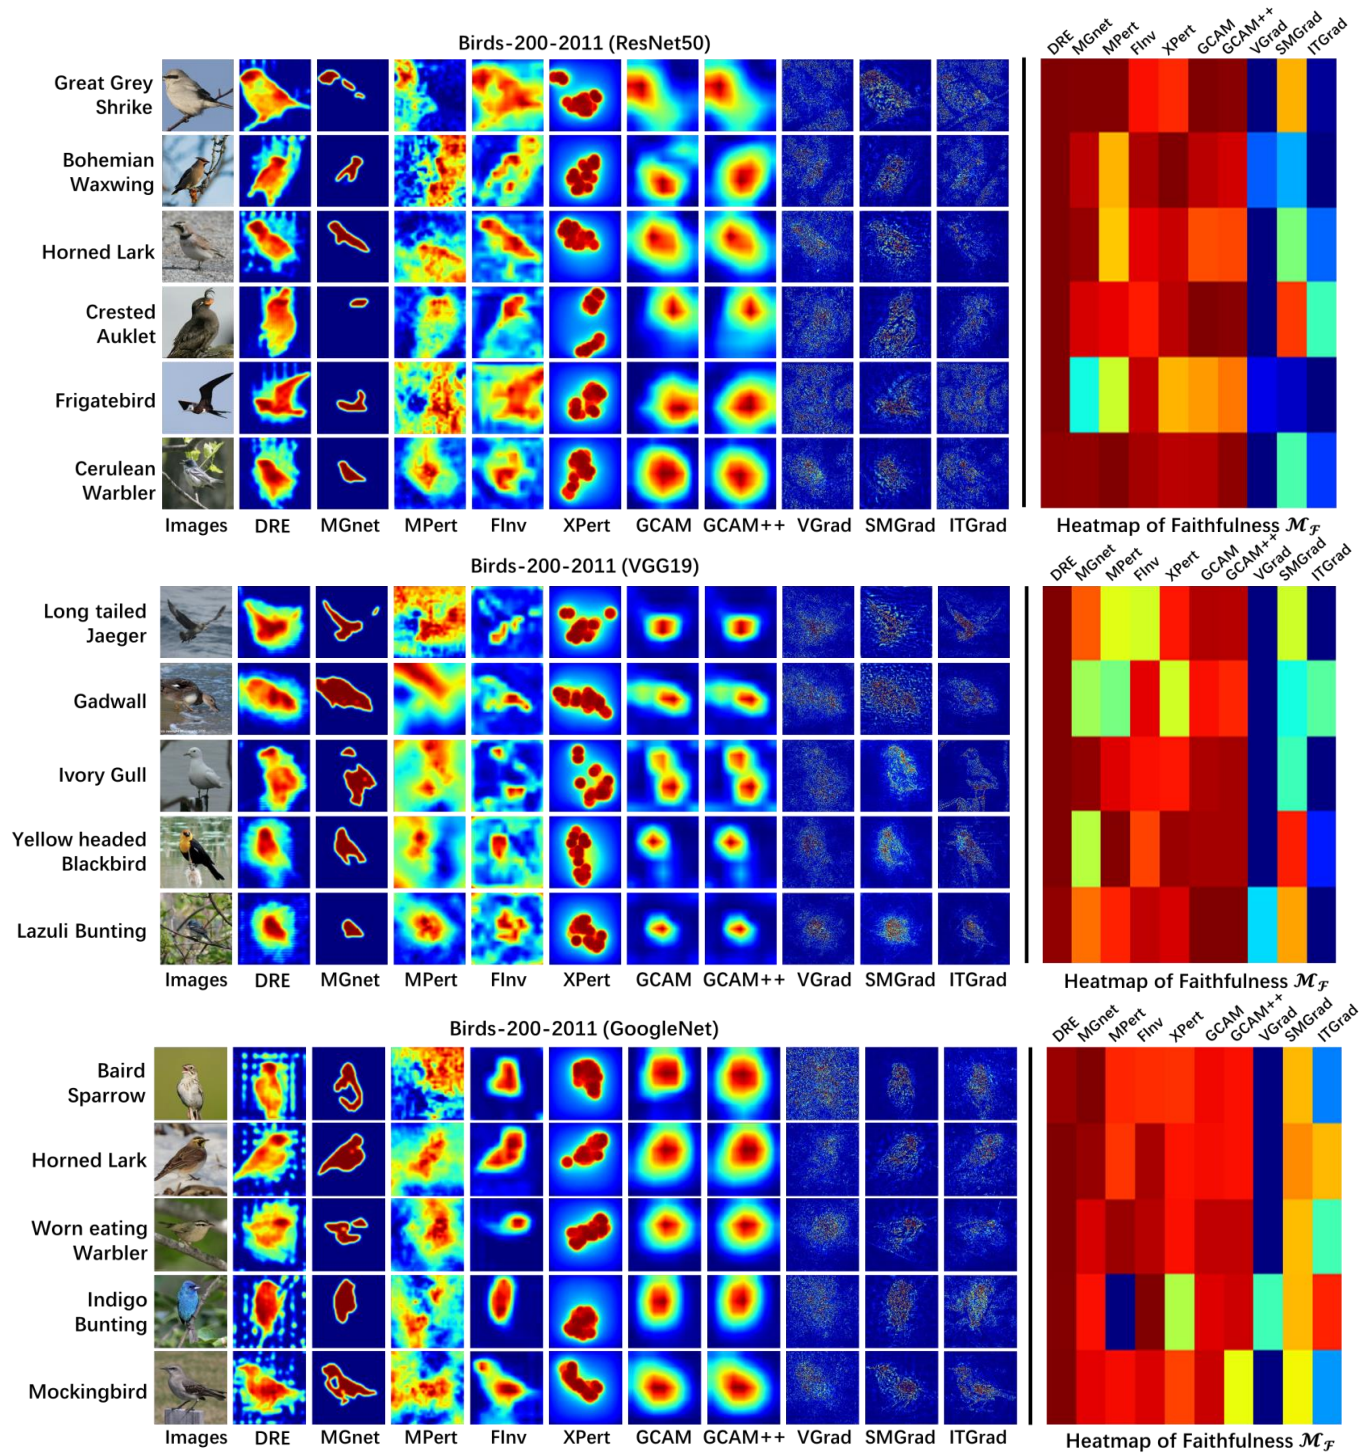 Birds-200-2011 (ResNet50)
DRE MGnet MPert FInv XPert GCAM GCAM++ VGrad SMGrad ITGrad
Great Grey
Shrike
Bohemian
Waxwing
Horned Lark
Crested
Auklet
Frigatebird
Cerulean
Warbler
Images DRE MGnet MPert FInv XPert GCAM GCAM++ VGrad SMGrad ITGrad
Heatmap of Faithfulness ℳ_ℱ
Birds-200-2011 (VGG19)
DRE MGnet MPert FInv XPert GCAM GCAM++ VGrad SMGrad ITGrad
Long tailed
Jaeger
Gadwall
Ivory Gull
Yellow headed
Blackbird
Lazuli Bunting
Images DRE MGnet MPert FInv XPert GCAM GCAM++ VGrad SMGrad ITGrad
Heatmap of Faithfulness ℳ_ℱ
Birds-200-2011 (GoogleNet)
DRE MGnet MPert FInv XPert GCAM GCAM++ VGrad SMGrad ITGrad
Baird
Sparrow
Horned Lark
Worn eating
Warbler
Indigo
Bunting
Mockingbird
Images DRE MGnet MPert FInv XPert GCAM GCAM++ VGrad SMGrad ITGrad
Heatmap of Faithfulness ℳ_ℱ